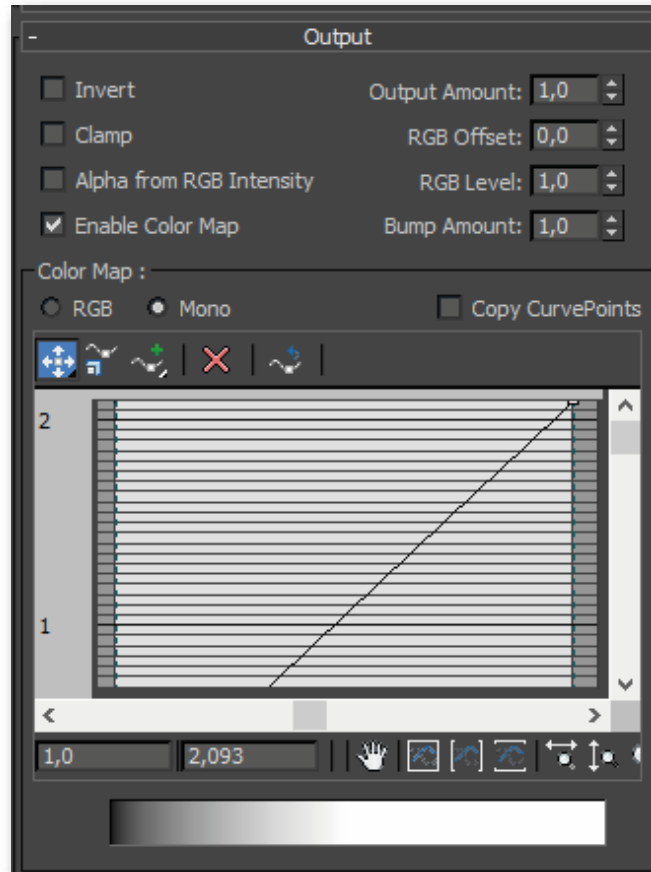 - Output
Invert Output Amount: 1,0
Clamp RGB Offset: 0,0
Alpha from RGB Intensity RGB Level: 1,0
Enable Color Map Bump Amount: 1,0
Color Map :
RGB Mono Copy CurvePoints
2
1
1,0 2,093